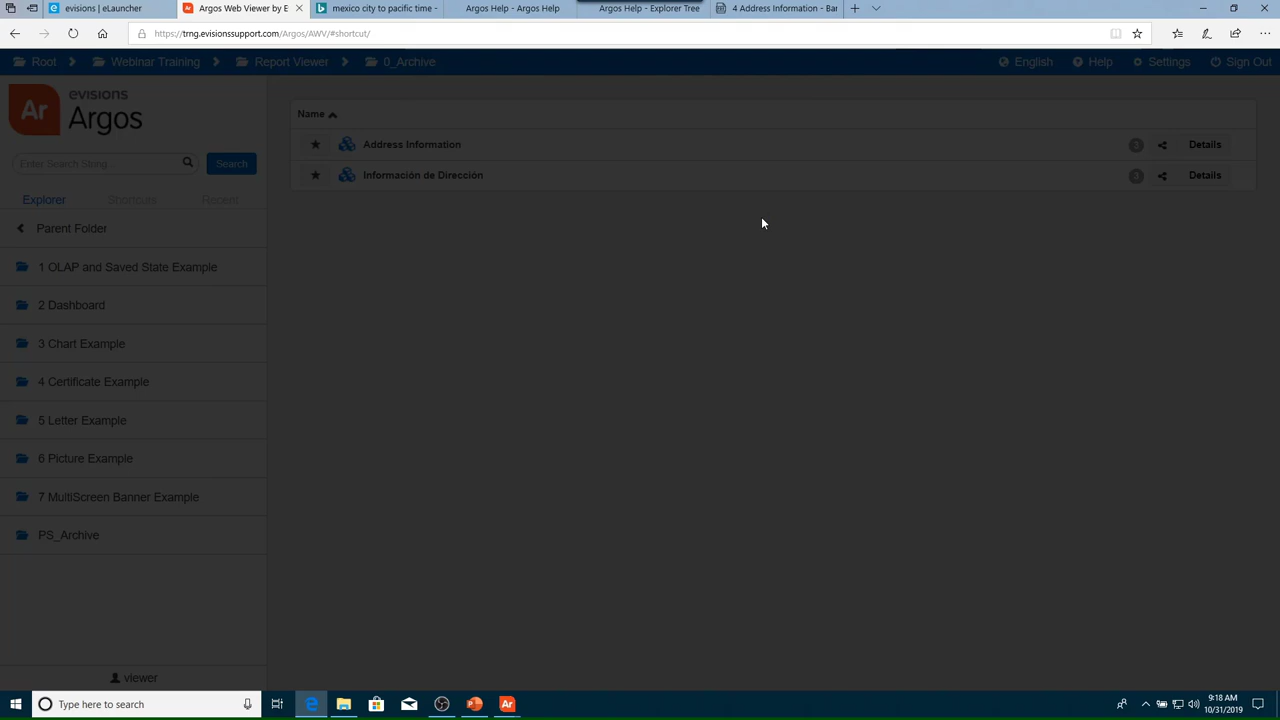 evisions | eLauncher
Argos Web Viewer by E
mexico city to pacific time -
Argos Help - Argos Help
Argos Help - Explorer Tree
4 Address Information - Bar
https://trng.evisionssupport.com/Argos/AWV/#shortcut/
Root
Webinar Training
Report Viewer
0_Archive
English
Help
Settings
Sign Out
Ar evisions
Argos
Enter Search String...
Search
Explorer
Shortcuts
Recent
Parent Folder
1 OLAP and Saved State Example
2 Dashboard
3 Chart Example
4 Certificate Example
5 Letter Example
6 Picture Example
7 MultiScreen Banner Example
PS_Archive
viewer
Name
Address Information
Details
Información de Dirección
Details
Type here to search
Ar
9:18 AM
10/31/2019